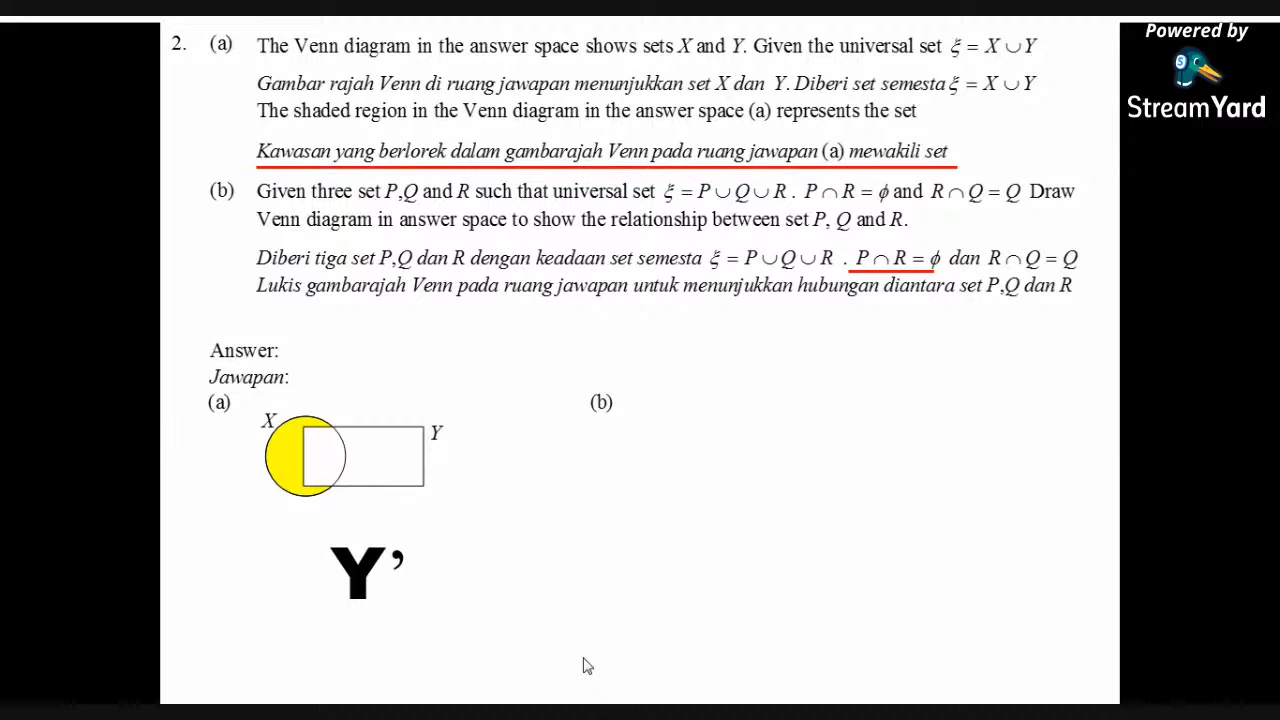 Powered by
StreamYard
2. (a) The Venn diagram in the answer space shows sets X and Y. Given the universal set ξ = X ∪ Y
Gambar rajah Venn di ruang jawapan menunjukkan set X dan Y. Diberi set semesta ξ = X ∪ Y
The shaded region in the Venn diagram in the answer space (a) represents the set
Kawasan yang berlorek dalam gambarajah Venn pada ruang jawapan (a) mewakili set
(b) Given three set P,Q and R such that universal set ξ = P ∪ Q ∪ R . P ∩ R = ϕ and R ∩ Q = Q Draw
Venn diagram in answer space to show the relationship between set P, Q and R.
Diberi tiga set P,Q dan R dengan keadaan set semesta ξ = P ∪ Q ∪ R . P ∩ R = ϕ dan R ∩ Q = Q
Lukis gambarajah Venn pada ruang jawapan untuk menunjukkan hubungan diantara set P,Q dan R
Answer:
Jawapan:
(a) (b)
X
Y
Y’